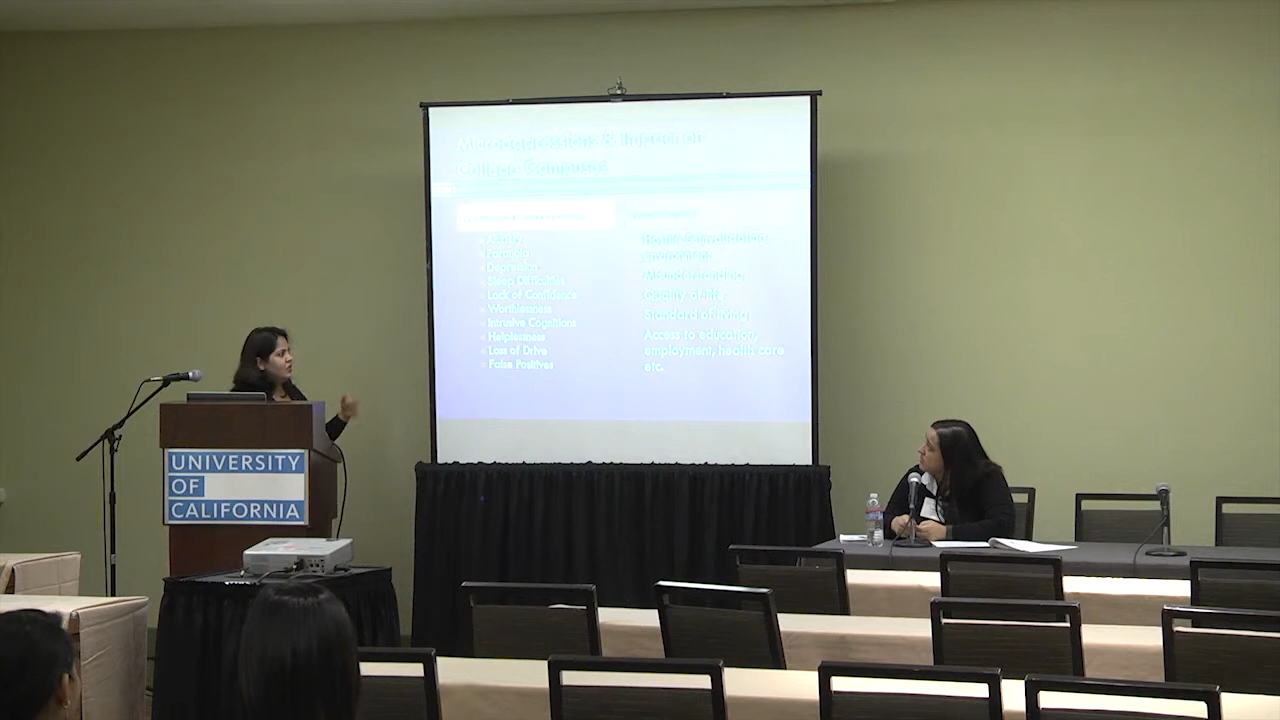 Microaggressions & Impact on
College Campuses
Anxiety
Paranoia
Depression
Sleep Difficulties
Lack of Confidence
Worthlessness
Intrusive Cognitions
Helplessness
Loss of Drive
False Positives
Hostile & invalidating
environment
Misunderstanding
Quality of life
Standard of living
Access to education,
employment, health care
etc.
UNIVERSITY
OF
CALIFORNIA